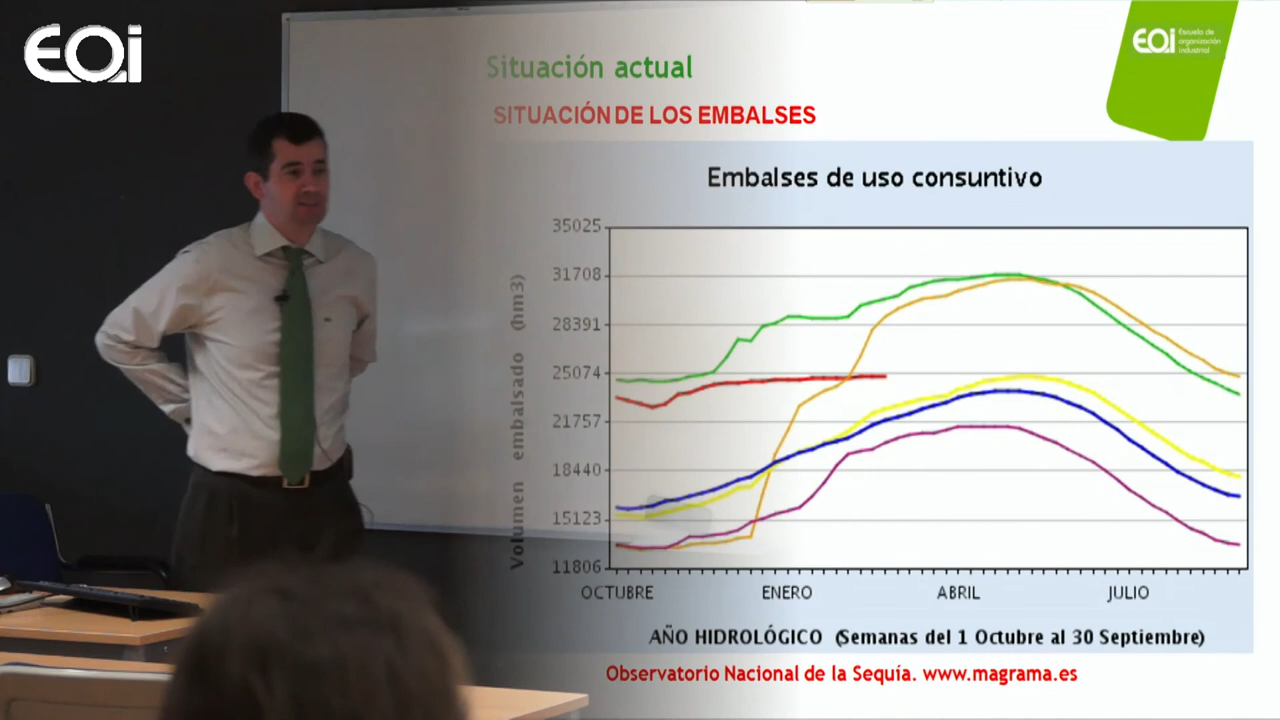 EOi
Situación actual
EOi Escuela de
organización
industrial
SITUACIÓN DE LOS EMBALSES
Embalses de uso consuntivo
35025
31708
28391
25074
21757
18440
15123
11806
Volumen embalsado (hm3)
OCTUBRE ENERO ABRIL JULIO
AÑO HIDROLÓGICO (Semanas del 1 Octubre al 30 Septiembre)
Observatorio Nacional de la Sequía. www.magrama.es